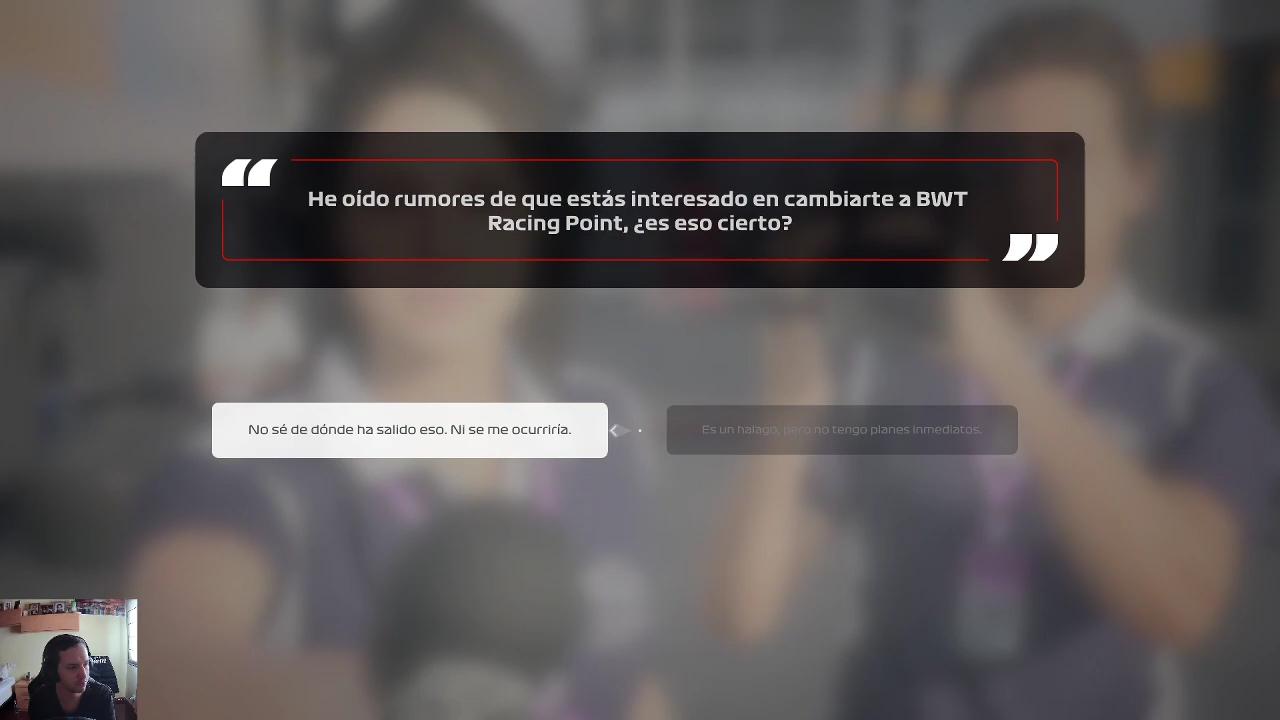 He oído rumores de que estás interesado en cambiarte a BWT
Racing Point, ¿es eso cierto?
No sé de dónde ha salido eso. Ni se me ocurriría.
Es un halago, pero no tengo planes inmediatos.